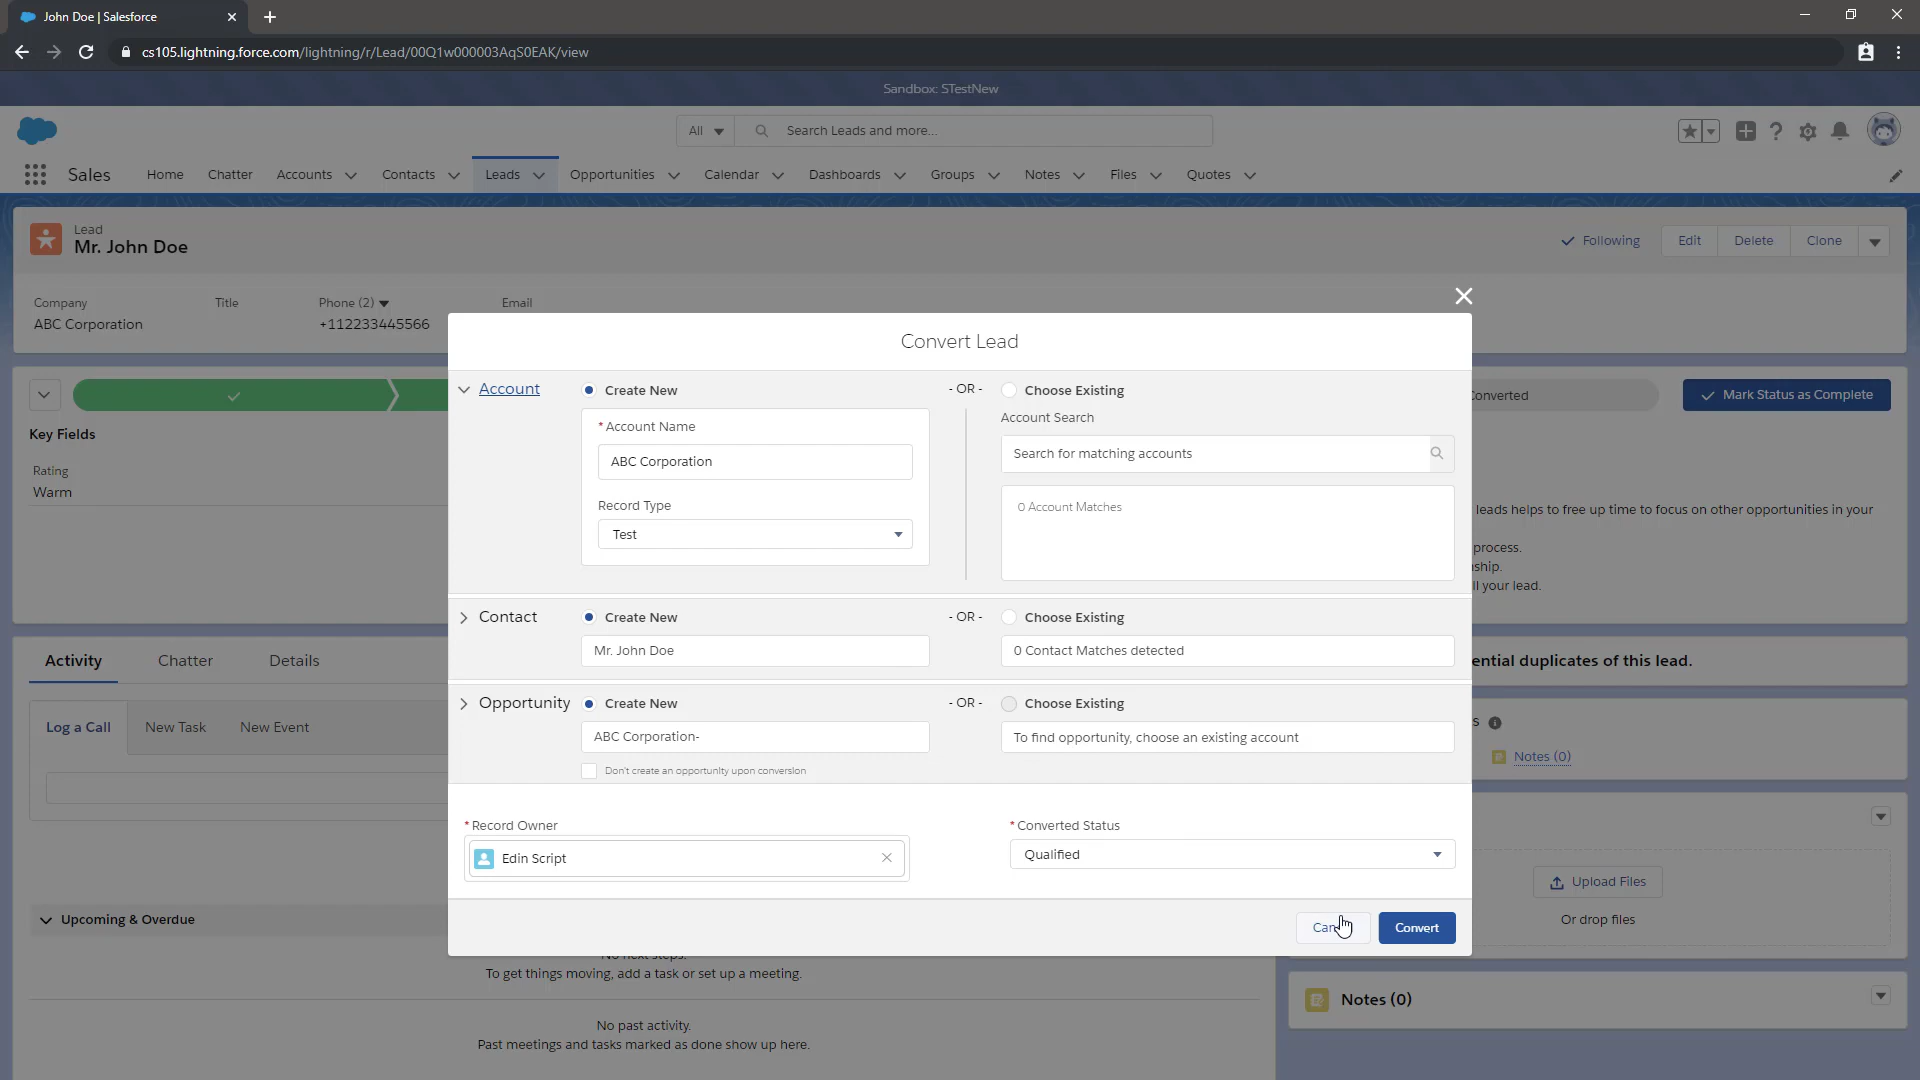 John Doe | Salesforce
cs105.lightning.force.com/lightning/r/Lead/00Q1w000003AqS0EAK/view
Sandbox: STestNew
All
Search Leads and more...
Sales
Home
Chatter
Accounts
Contacts
Leads
Opportunities
Calendar
Dashboards
Groups
Notes
Files
Quotes
Lead
Mr. John Doe
Following
Edit
Delete
Clone
Company
Title
Phone (2)
Email
ABC Corporation
+112233445566
Convert Lead
Account
Create New
- OR -
Choose Existing
* Account Name
Account Search
ABC Corporation
Search for matching accounts
Record Type
Test
0 Account Matches
Contact
Create New
- OR -
Choose Existing
Mr. John Doe
0 Contact Matches detected
Opportunity
Create New
- OR -
Choose Existing
ABC Corporation-
To find opportunity, choose an existing account
Don't create an opportunity upon conversion
* Record Owner
* Converted Status
Edin Script
Qualified
Convert
Mark Status as Complete
Key Fields
Rating
Warm
leads helps to free up time to focus on other opportunities in your
process.
ll your lead.
Activity
Chatter
Details
duplicates of this lead.
Log a Call
New Task
New Event
Notes (0)
Upload Files
Or drop files
Upcoming & Overdue
To get things moving, add a task or set up a meeting.
No past activity.
Past meetings and tasks marked as done show up here.
Notes (0)